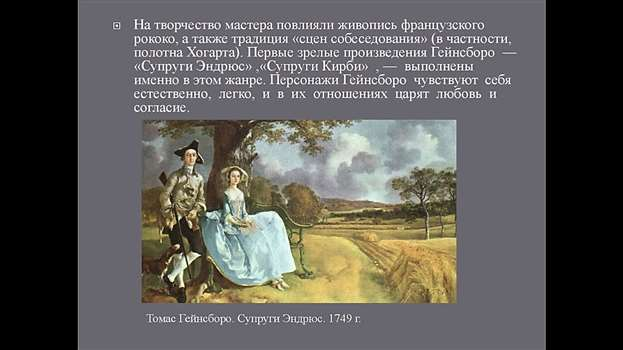 На творчество мастера повлияли живопись французского
рококо, а также традиция «сцен собеседования» (в частности,
полотна Хогарта). Первые зрелые произведения Гейнсборо —
«Супруги Эндрюс» ,«Супруги Кирби» , — выполнены
именно в этом жанре. Персонажи Гейнсборо чувствуют себя
естественно, легко, и в их отношениях царят любовь и
согласие.
Томас Гейнсборо. Супруги Эндрюс. 1749 г.